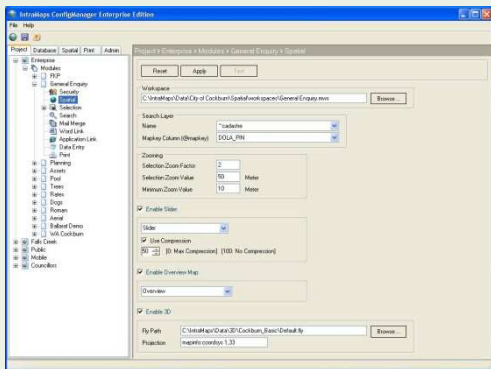 IntraMaps ConfigManager Enterprise Edition
File Help
Project Database Spatial Print Admin
Project > Enterprise > Modules > General Enquiry > Spatial
Enterprise
Modules
FKP
General Enquiry
Security
Spatial
Selection
Search
Mail Merge
Word Link
Application Link
Data Entry
Print
Planning
Assets
Pool
Trees
Rates
Dogs
Roman
Aerial
Ballarat Demo
WA Cockburn
Falls Creek
Public
Mobile
Councillors
Reset Apply Test
Workspace
C:\IntraMaps\Data\City of Cockburn\Spatial\workspaces\General Enquiry.mws Browse...
Search Layer
Name ~cadastre
Mapkey Column (@mapkey) DOLA_PIN
Zooming
Selection Zoom Factor 2
Selection Zoom Value 50 Meter
Minimum Zoom Value 10 Meter
Enable Slider
Slider
Use Compression
50 (0: Max Compression) (100: No Compression)
Enable Overview Map
Overview
Enable 3D
Fly Path C:\IntraMaps\Data\3D\Cockburn_Basic\Default.fly Browse...
Projection mapinfo coordsys 1,33